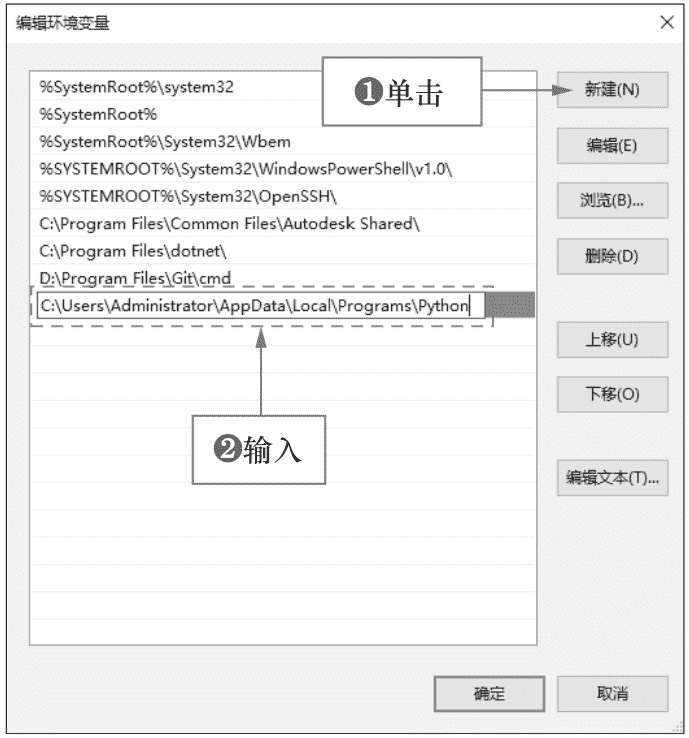 编辑环境变量
%SystemRoot%\system32
❶单击
新建(N)
%SystemRoot%
%SystemRoot%\System32\Wbem
编辑(E)
%SYSTEMROOT%\System32\WindowsPowerShell\v1.0\
%SYSTEMROOT%\System32\OpenSSH\
浏览(B)...
C:\Program Files\Common Files\Autodesk Shared\
C:\Program Files\dotnet\
删除(D)
D:\Program Files\Git\cmd
C:\Users\Administrator\AppData\Local\Programs\Python
上移(U)
下移(O)
❷输入
编辑文本(T)...
确定
取消